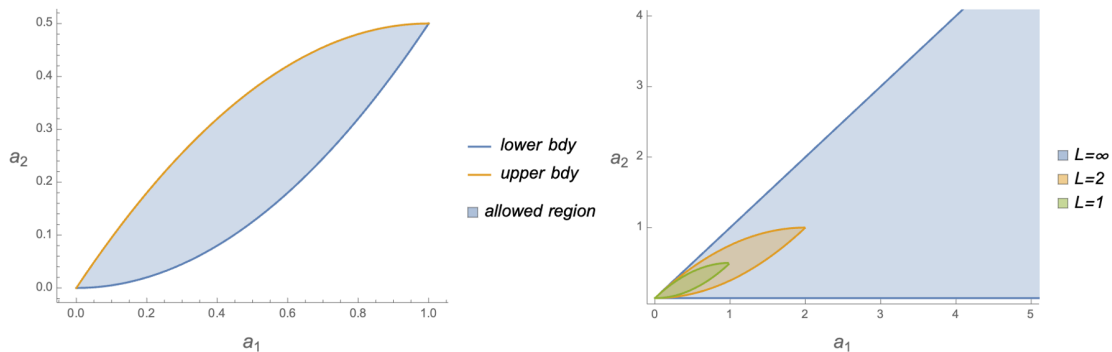 0.5
0.4
0.3
a₂
0.2
0.1
0.0
0.0 0.2 0.4 0.6 0.8 1.0
a₁
lower bdy
upper bdy
allowed region
4
3
a₂
2
1
0
0 1 2 3 4 5
a₁
L=∞
L=2
L=1